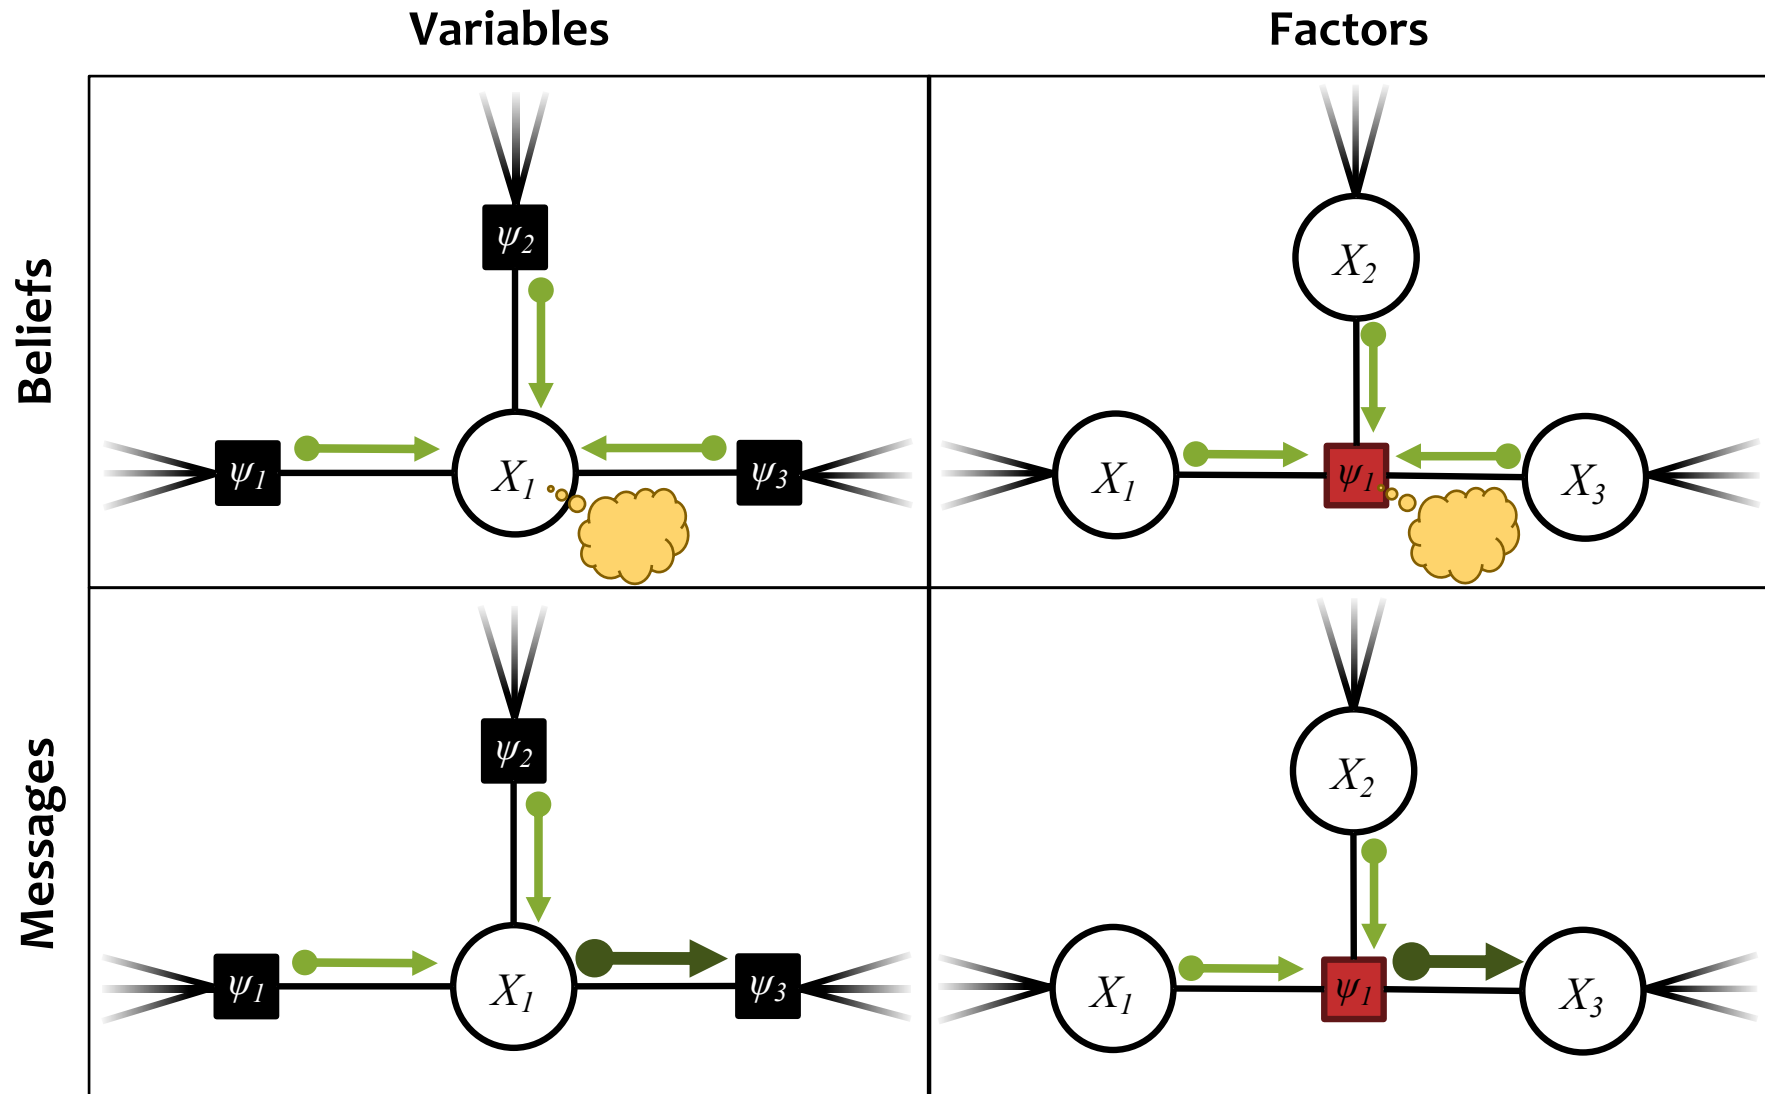 Variables
Factors
Beliefs
ψ2
ψ1
X1
ψ3
X2
X1
ψ1
X3
Messages
ψ2
ψ1
X1
ψ3
X2
X1
ψ1
X3